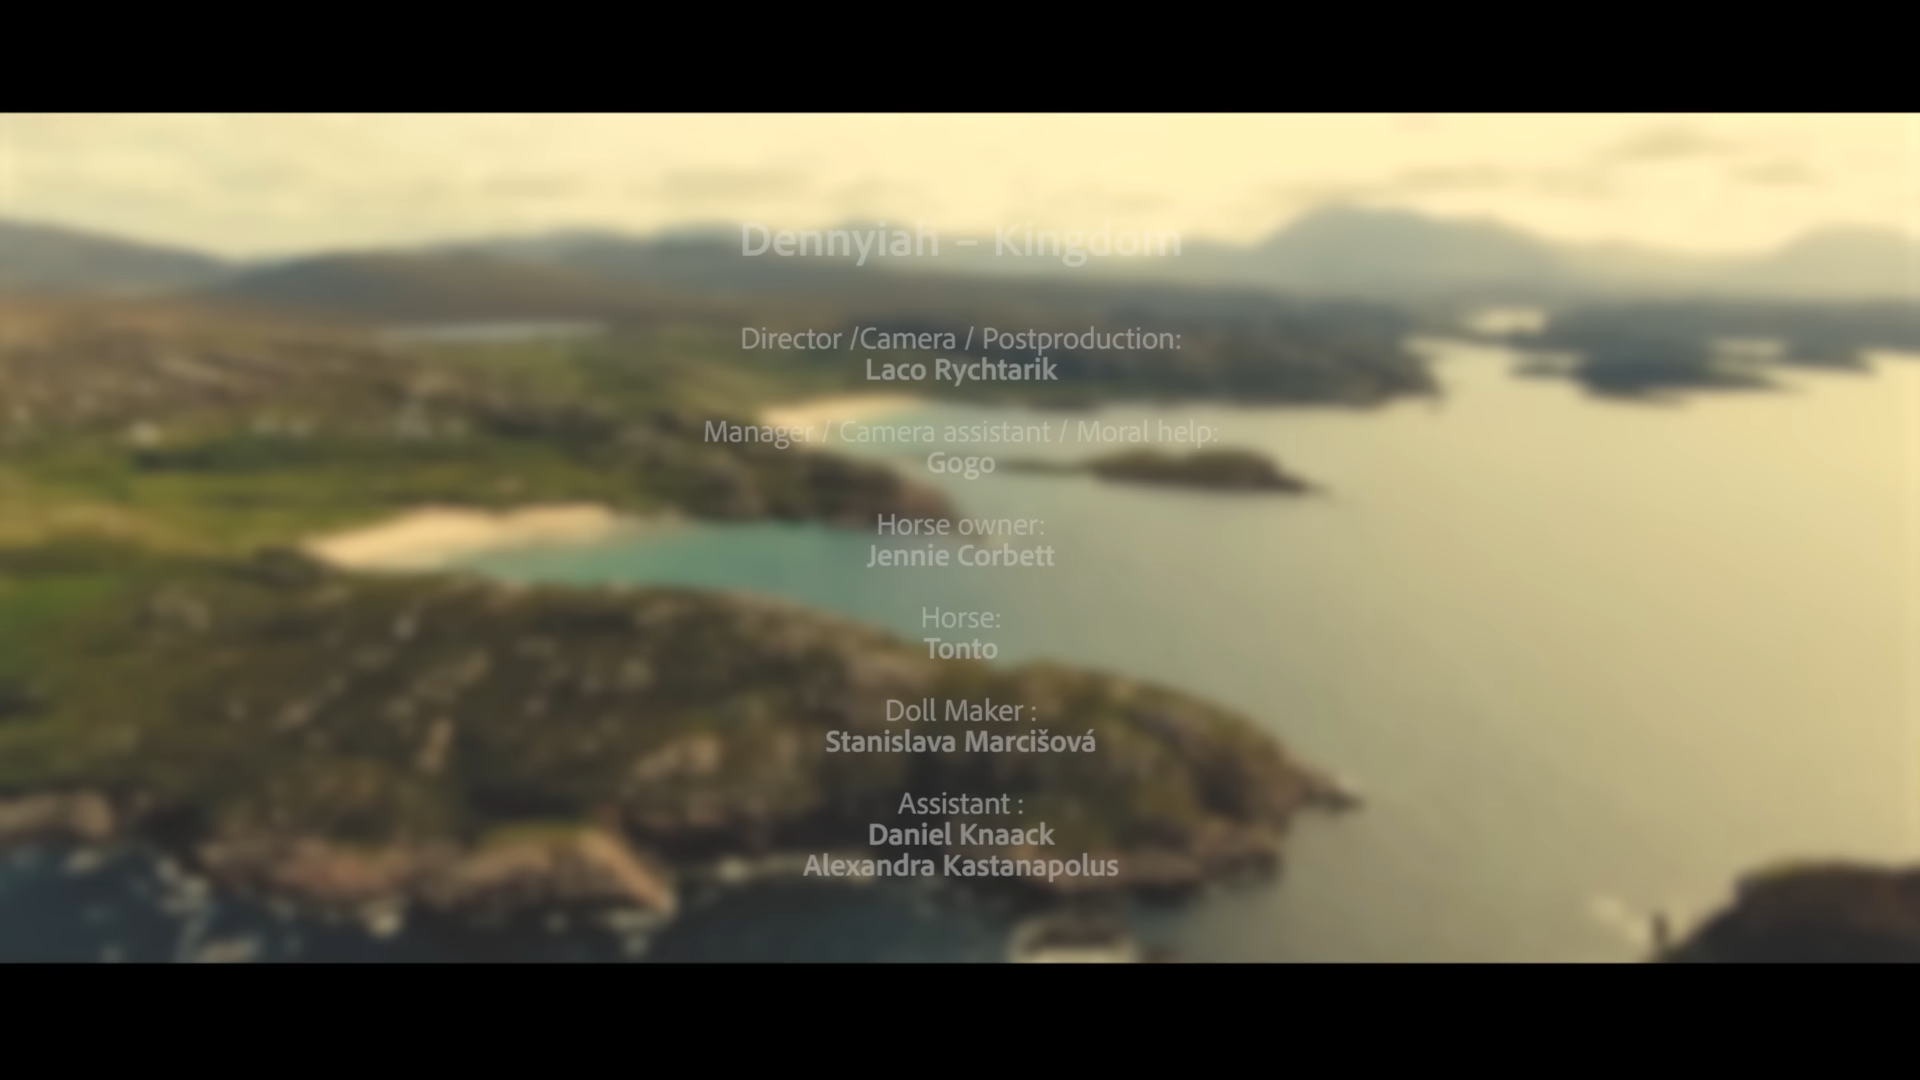 Dennyiah – Kingdom
Director /Camera / Postproduction:
Laco Rychtarik
Manager / Camera assistant / Moral help:
Gogo
Horse owner:
Jennie Corbett
Horse:
Tonto
Doll Maker :
Stanislava Marcišová
Assistant :
Daniel Knaack
Alexandra Kastanapolus